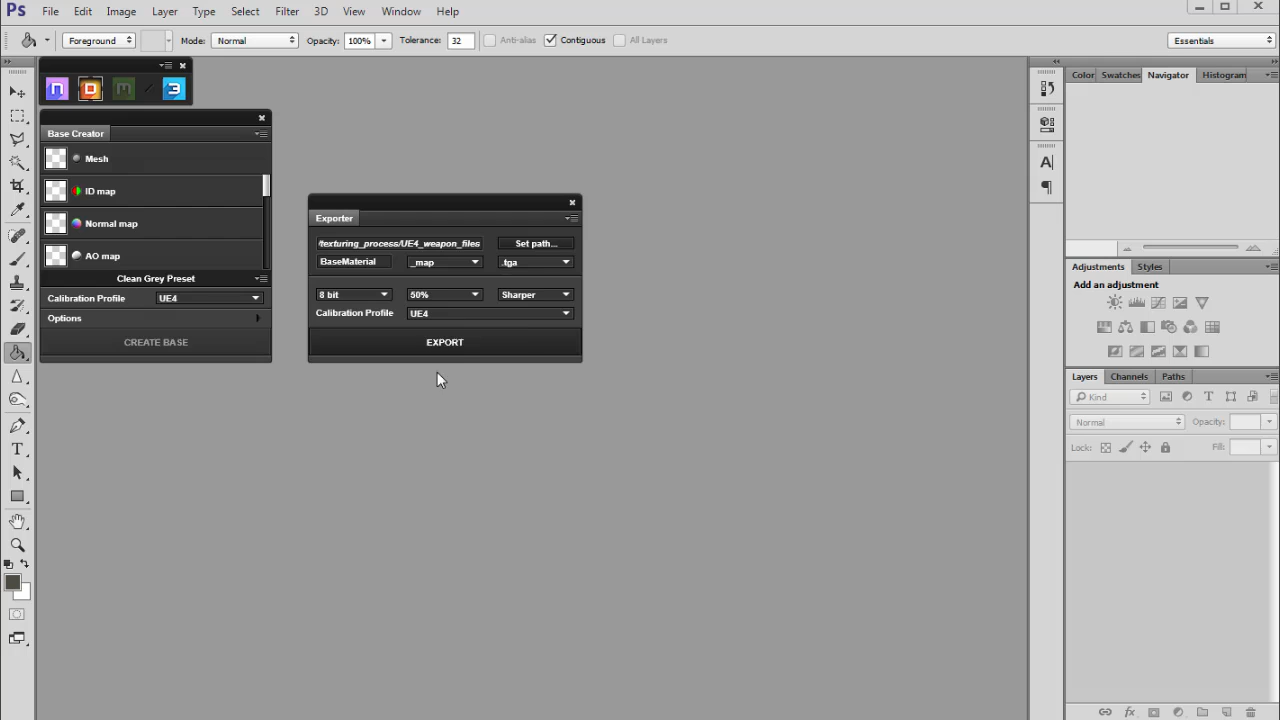 Ps File Edit Image Layer Type Select Filter 3D View Window Help
Foreground Mode: Normal Opacity: 100% Tolerance: 32 Anti-alias Contiguous All Layers Essentials
Color Swatches Navigator Histogram
n D m 3
Base Creator
Mesh
ID map
Normal map
AO map
Clean Grey Preset
Calibration Profile UE4
Options
CREATE BASE
Exporter
/texturing_process/UE4_weapon_files Set path...
BaseMaterial _map .tga
8 bit 50% Sharper
Calibration Profile UE4
EXPORT
Adjustments Styles
Add an adjustment
Layers Channels Paths
Kind
Normal Opacity:
Lock: Fill: